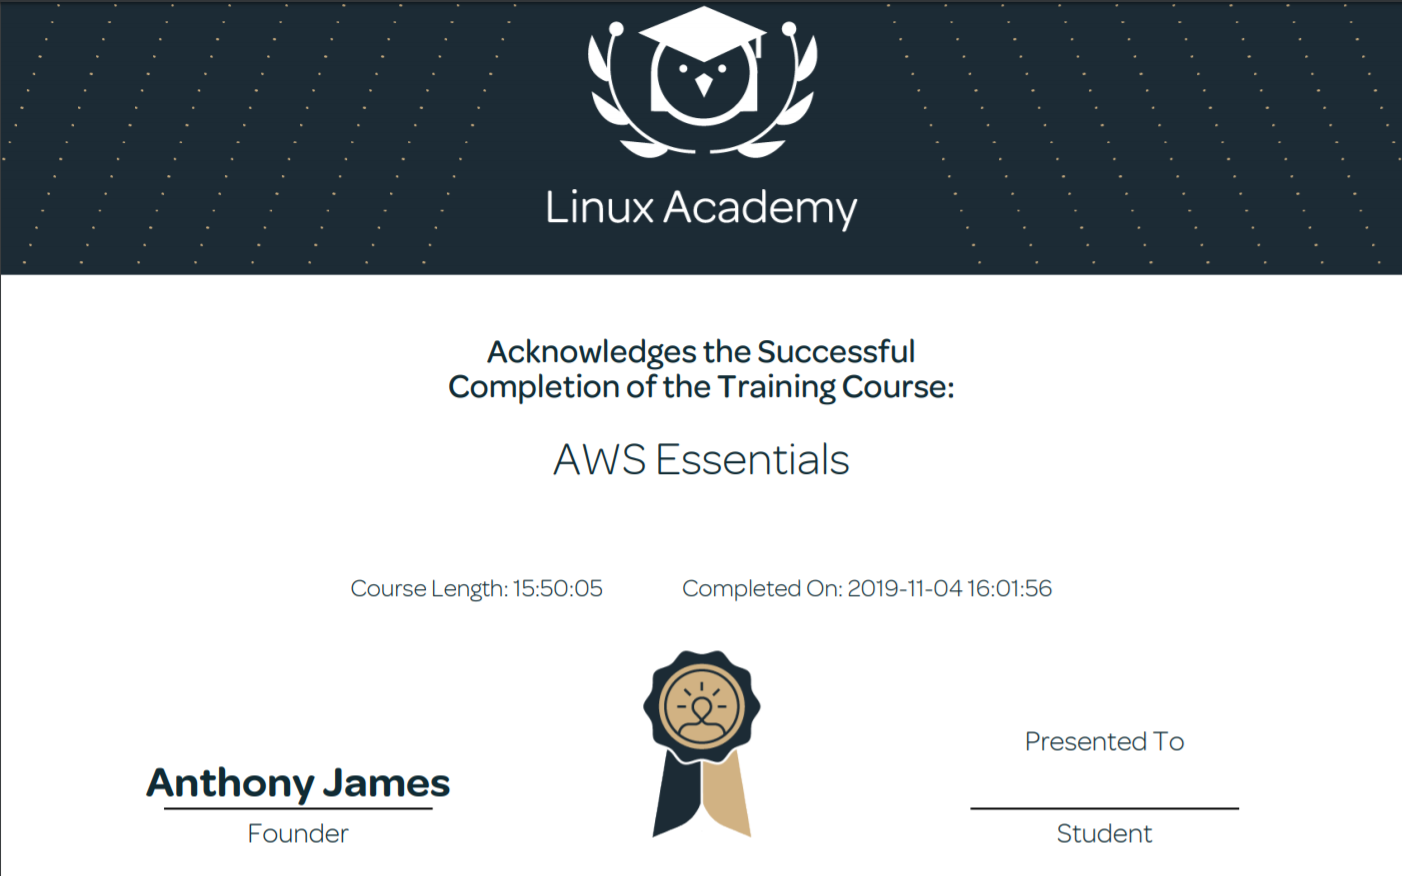 Linux Academy
Acknowledges the Successful
Completion of the Training Course:
AWS Essentials
Course Length: 15:50:05
Completed On: 2019-11-04 16:01:56
Presented To
Anthony James
Founder
Student